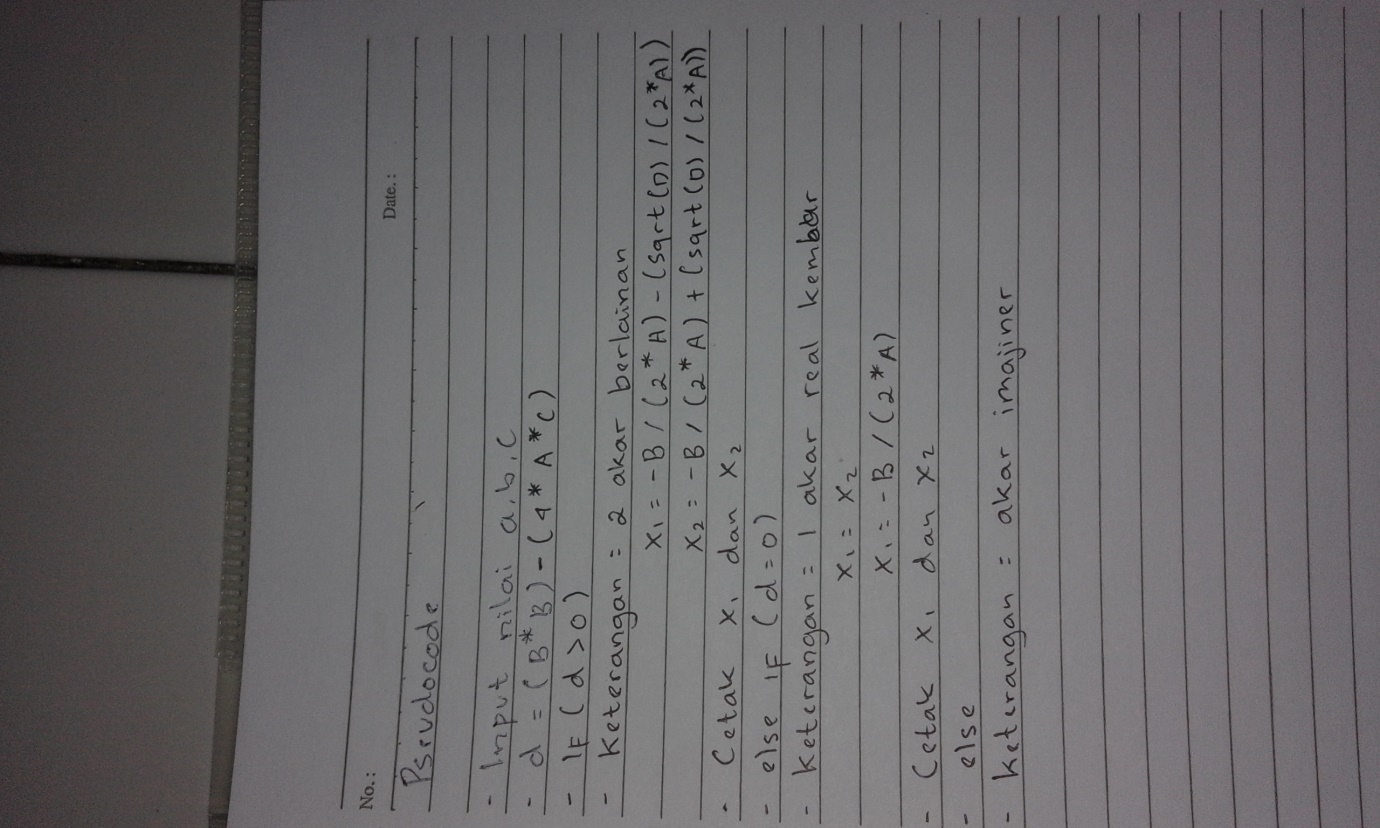 No.:
Date.:
Pseudocode
- Input nilai a,b,C
- d = (B*B) - (4*A*C)
- IF (d>0)
- Keterangan = 2 akar berlainan
X1 = -B/(2*A) - (sqrt(D)/(2*A))
X2 = -B/(2*A) + (sqrt(D)/(2*A))
- Cetak X1 dan X2
- else IF (d=0)
- Keterangan = 1 akar real kembar
X1 = X2
X1 = -B/(2*A)
- Cetak X1 dan X2
- else
- Keterangan = akar imajiner